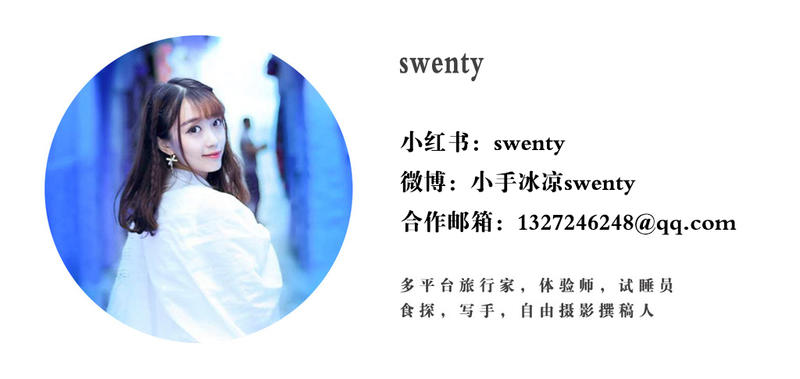 swenty
小红书：swenty
微博：小手冰凉swenty
合作邮箱：1327246248@qq.com
多平台旅行家，体验师，试睡员
食探，写手，自由摄影撰稿人